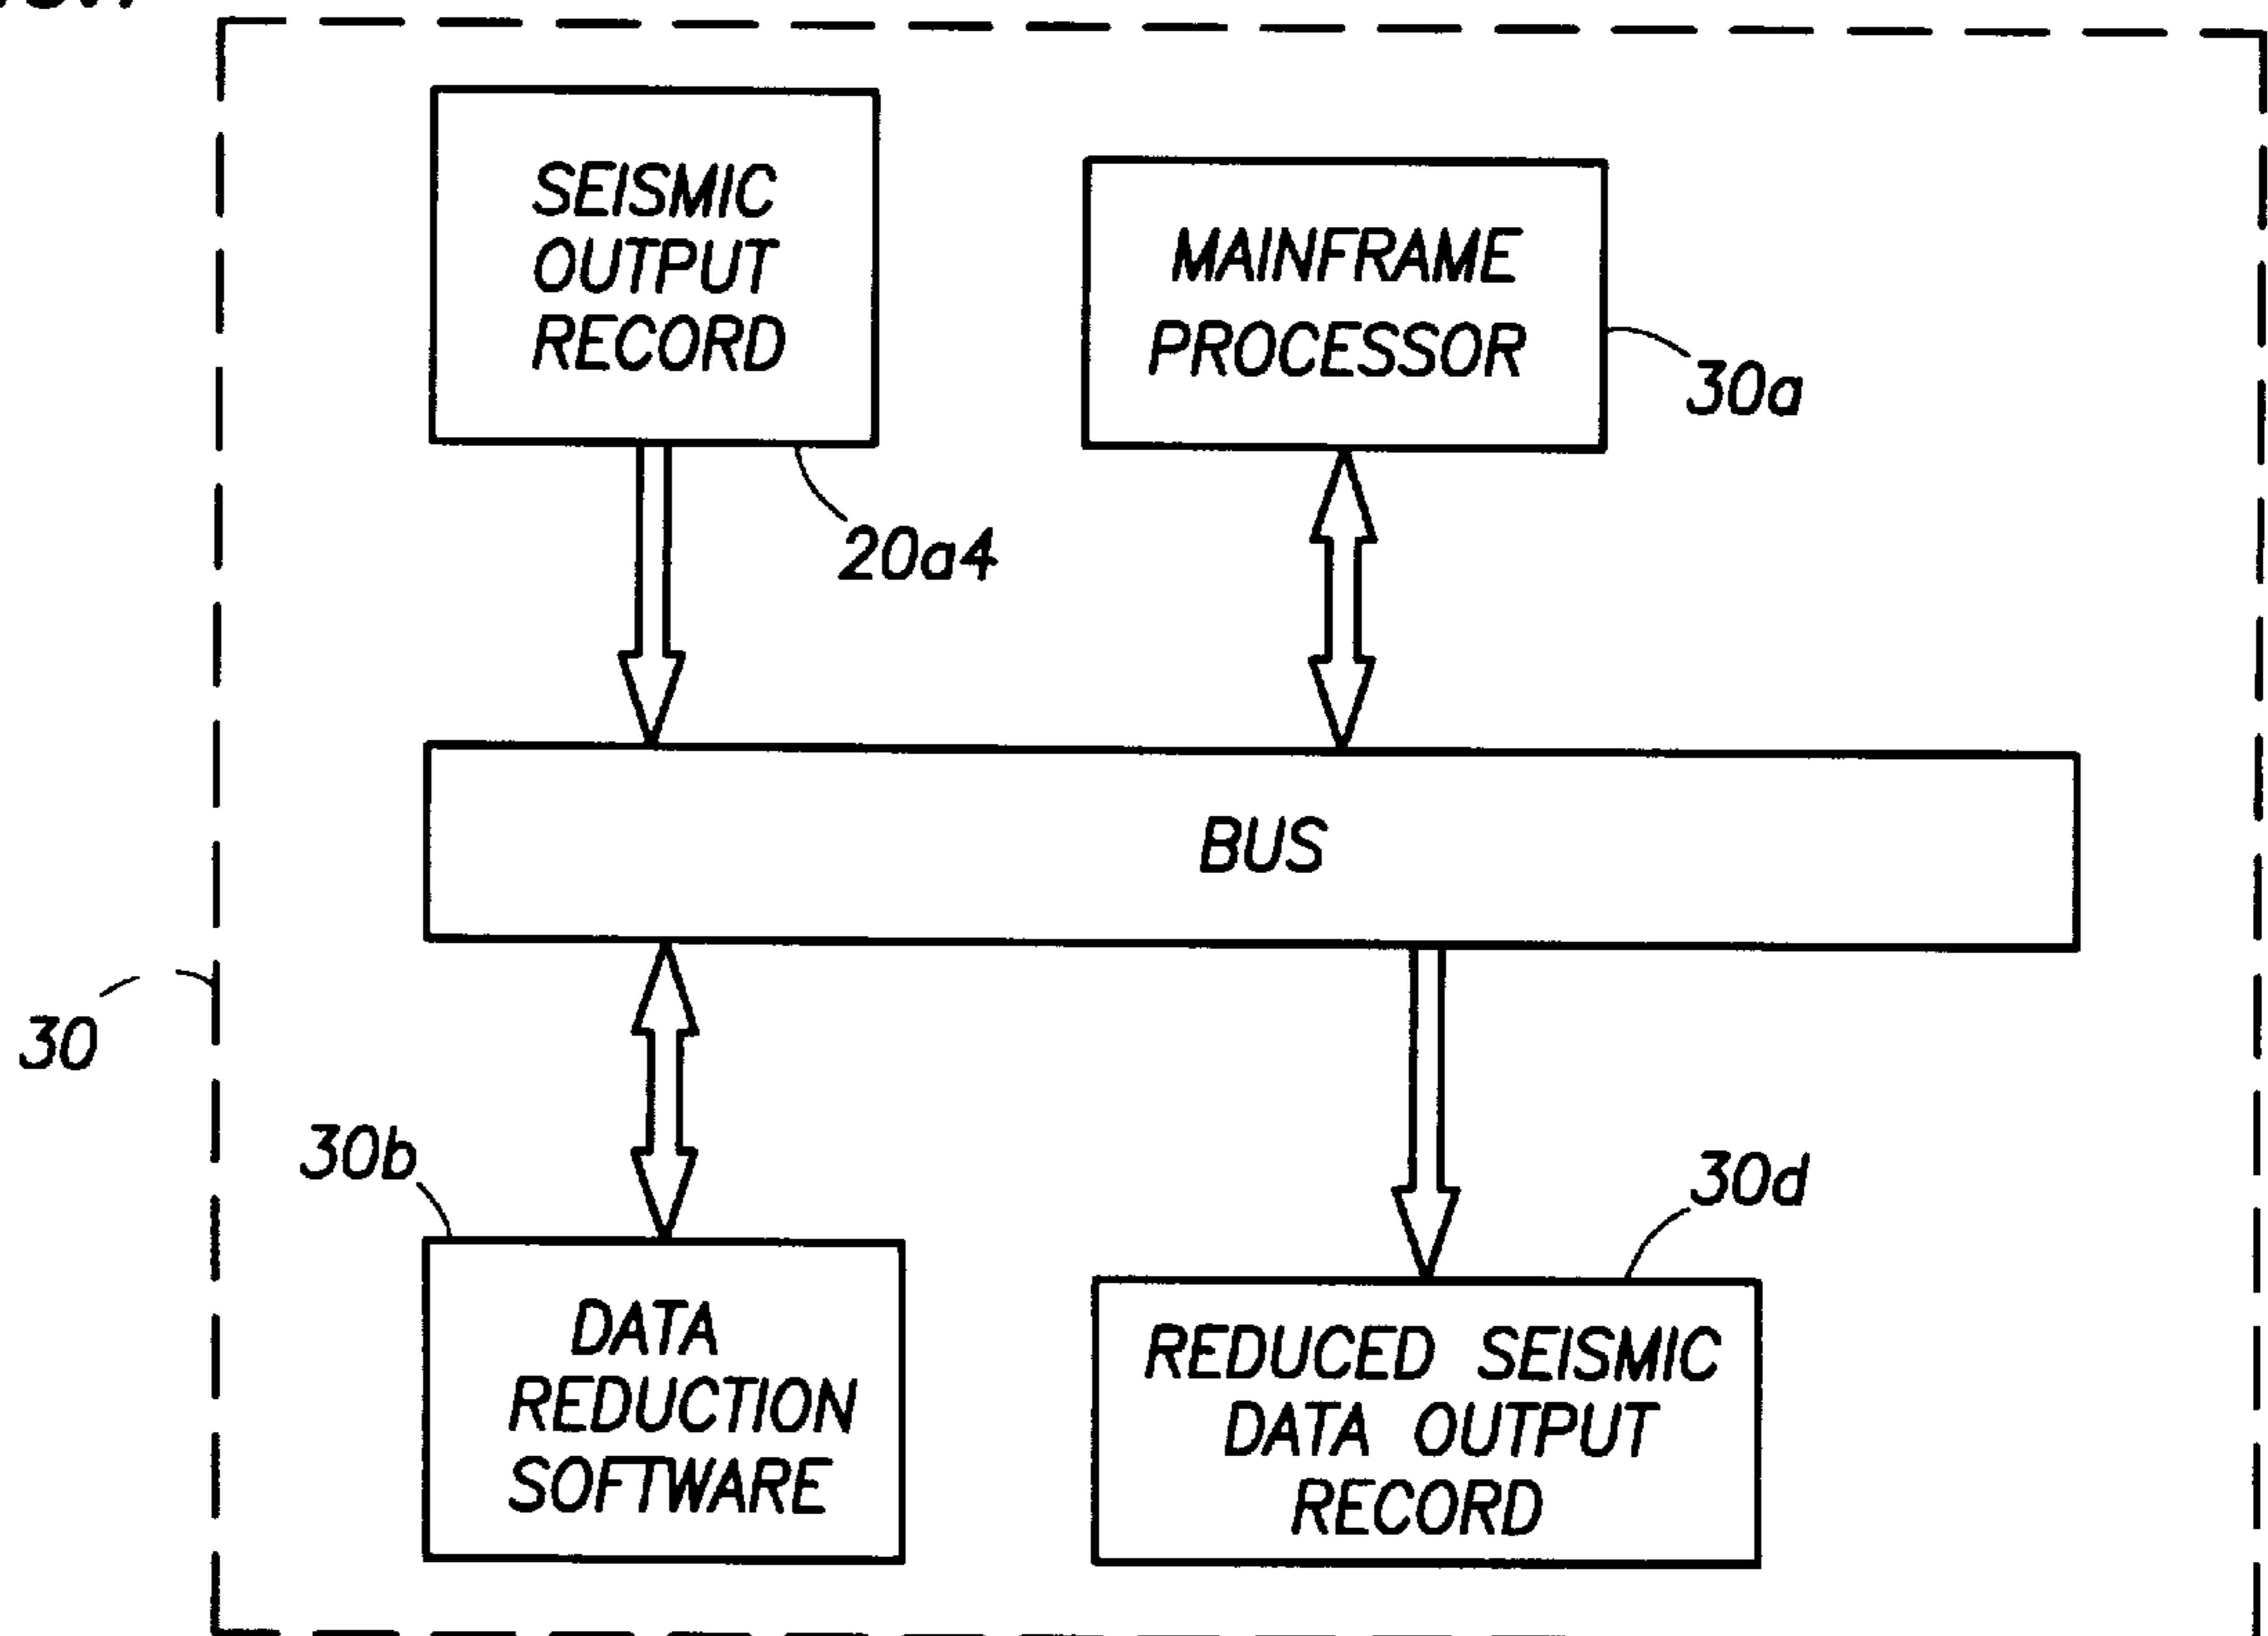 SEISMIC
OUTPUT
RECORD
MAINFRAME
PROCESSOR
30a
20a4
BUS
30
30b
30d
DATA
REDUCTION
SOFTWARE
REDUCED SEISMIC
DATA OUTPUT
RECORD